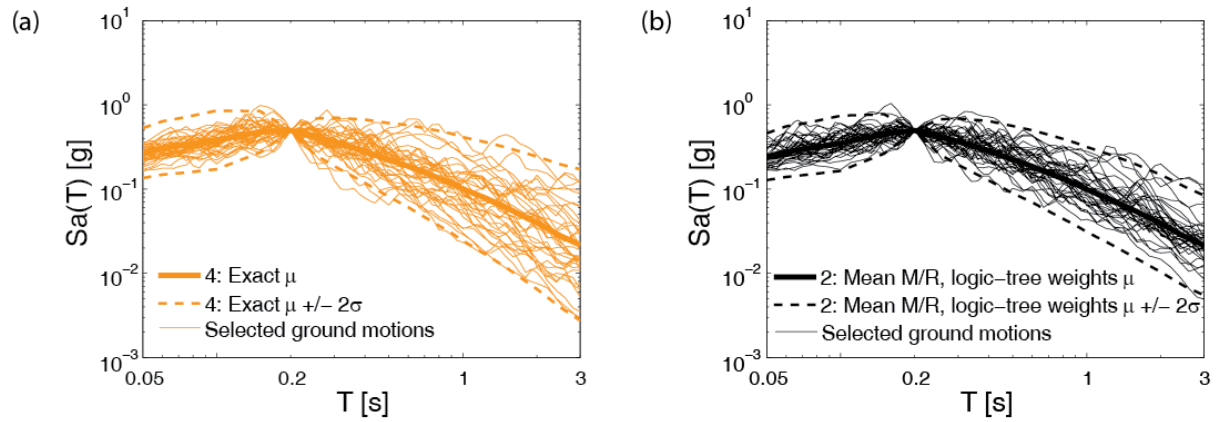 (a)
Sa(T) [g]
10^1
10^0
10^-1
10^-2
10^-3
4: Exact μ
4: Exact μ +/− 2σ
Selected ground motions
0.05
0.2
1
3
T [s]
(b)
Sa(T) [g]
10^1
10^0
10^-1
10^-2
10^-3
2: Mean M/R, logic−tree weights μ
2: Mean M/R, logic−tree weights μ +/− 2σ
Selected ground motions
0.05
0.2
1
3
T [s]